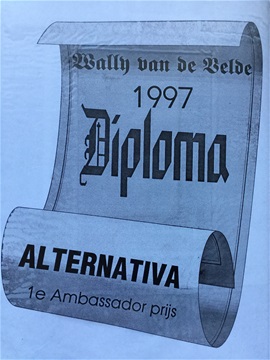 Wally van de Velde
1997
Diploma
ALTERNATIVA
1e Ambassador prijs